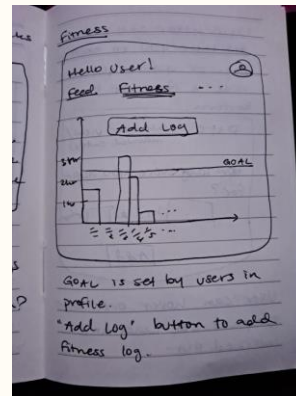 Fitness
Hello User!
Feed Fitness ...
Add Log
GOAL
...
GOAL is set by users in
profile.
"Add Log" button to add
fitness log.